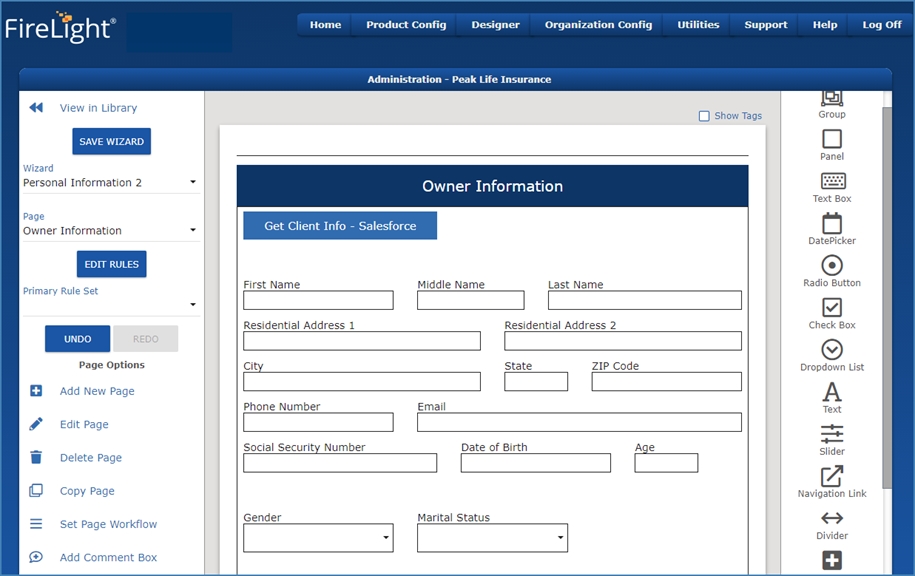 FireLight®
Home Product Config Designer Organization Config Utilities Support Help Log Off
Administration - Peak Life Insurance
View in Library
SAVE WIZARD
Wizard
Personal Information 2
Page
Owner Information
EDIT RULES
Primary Rule Set
UNDO REDO
Page Options
Add New Page
Edit Page
Delete Page
Copy Page
Set Page Workflow
Add Comment Box
Show Tags
Owner Information
Get Client Info - Salesforce
First Name Middle Name Last Name
Residential Address 1 Residential Address 2
City State ZIP Code
Phone Number Email
Social Security Number Date of Birth Age
Gender Marital Status
Group
Panel
Text Box
DatePicker
Radio Button
Check Box
Dropdown List
A
Text
Slider
Navigation Link
Divider